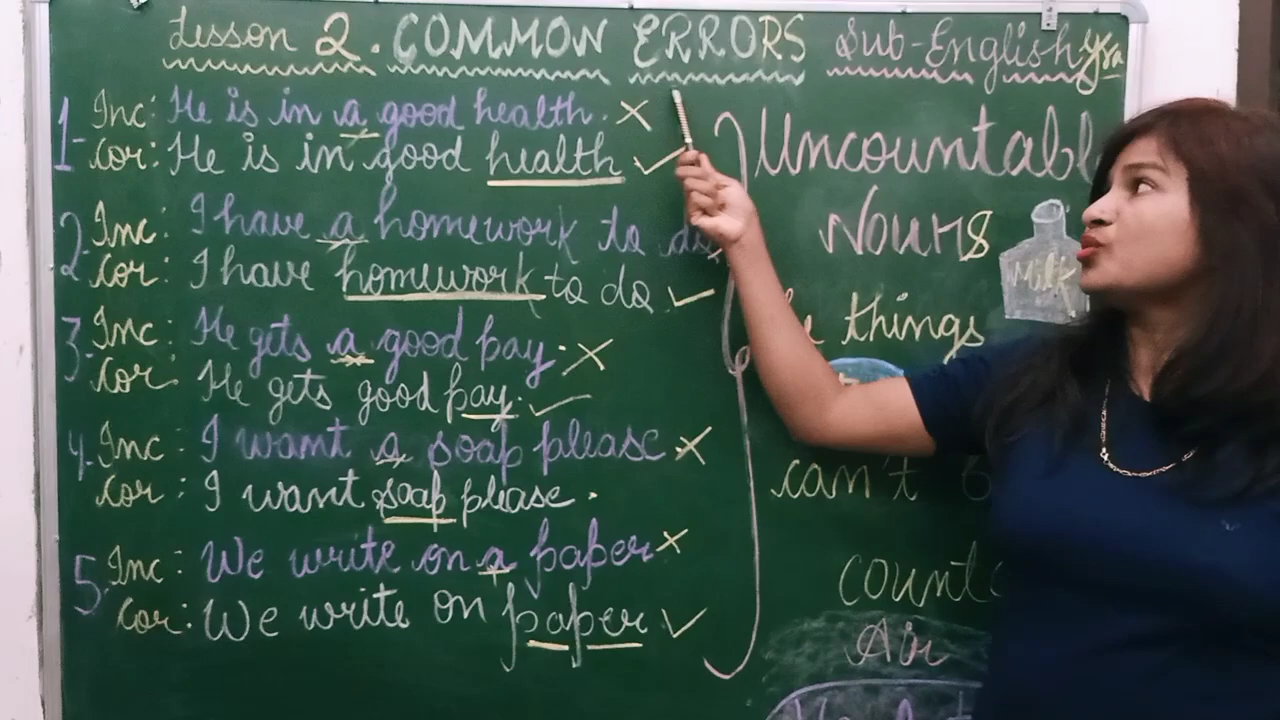 Lesson 2. COMMON ERRORS Sub-English
1- Inc: He is in a good health. ×
Cor: He is in good health ✓
2- Inc: I have a homework to do
Cor: I have homework to do ✓
3- Inc: He gets a good pay. ×
Cor. He gets good pay. ✓
4- Inc: I want a soap please ×
Cor: I want soap please.
5. Inc: We write on a paper ×
Cor: We write on paper ✓
Uncountabl
Nouns
Milk
things
can't
count
Air